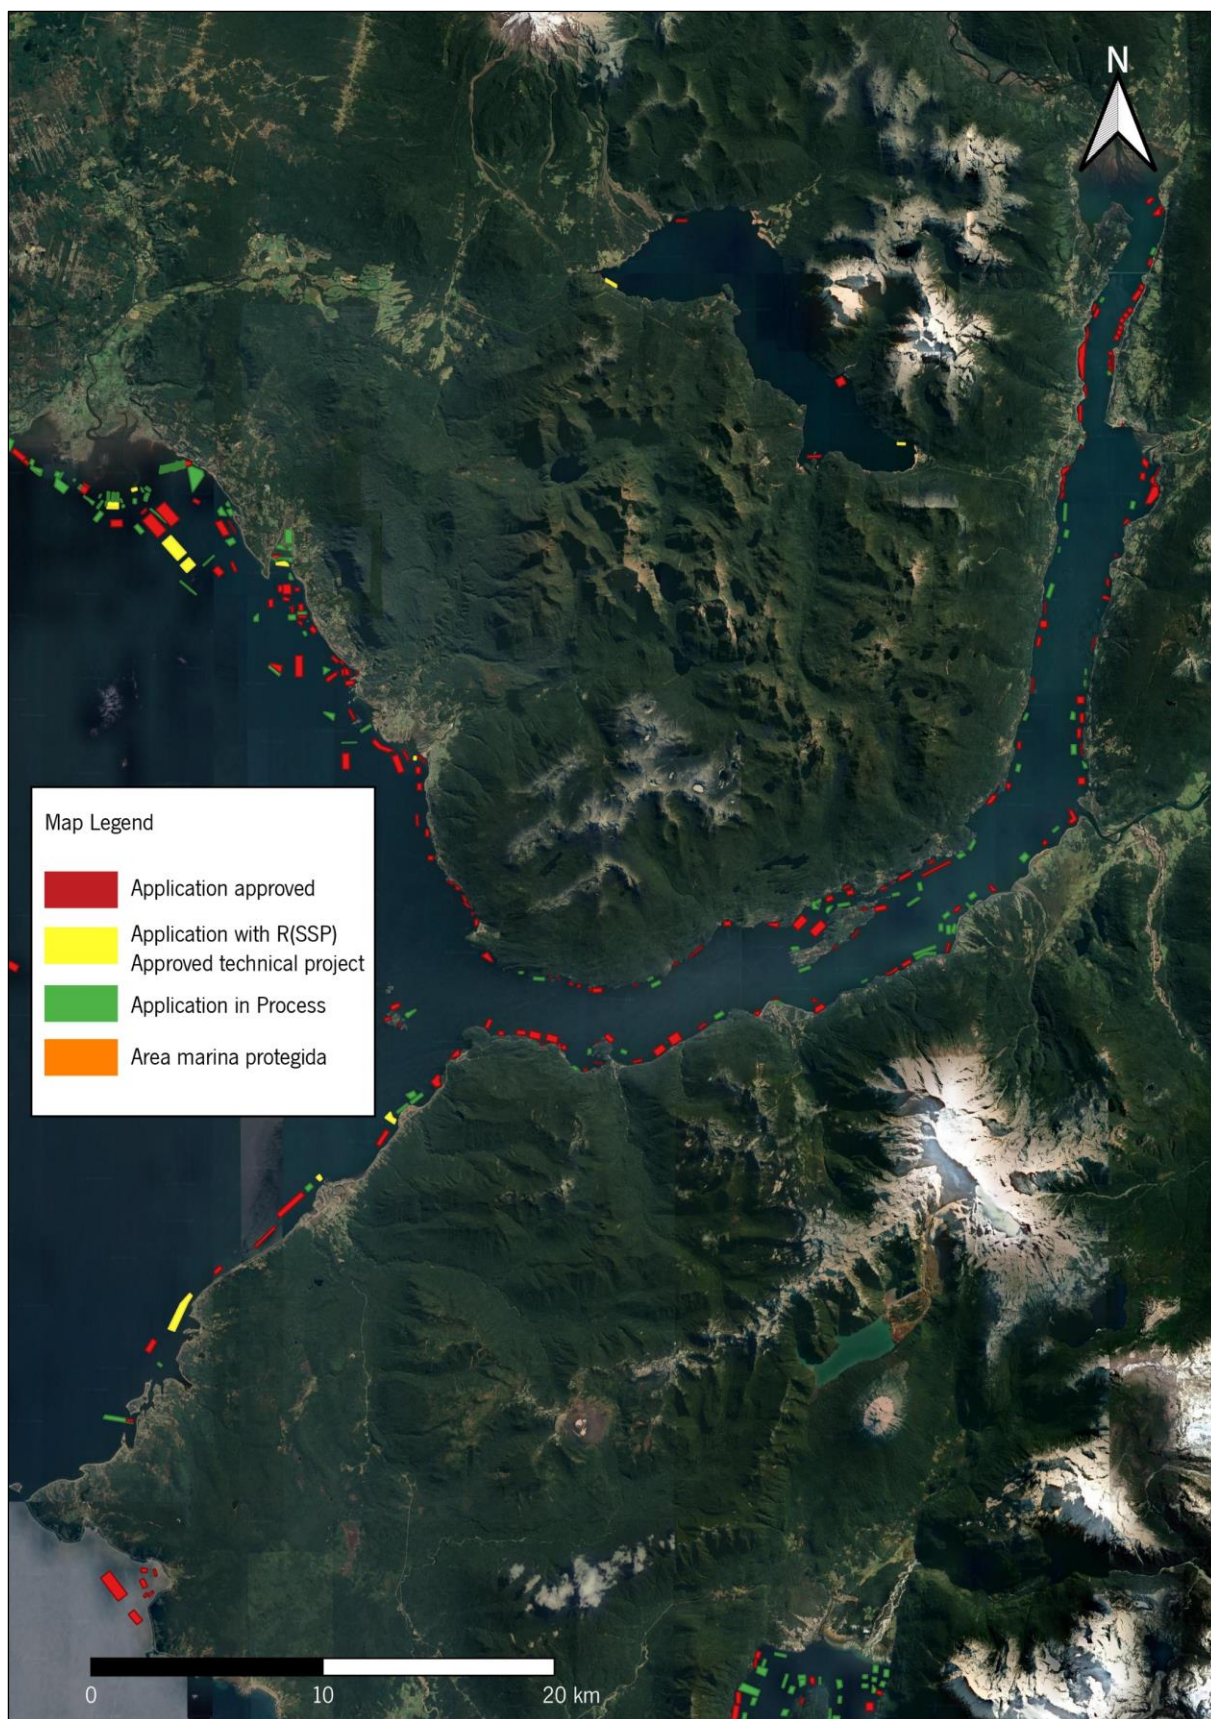 N
Map Legend
Application approved
Application with R(SSP)
Approved technical project
Application in Process
Area marina protegida
0 10 20 km